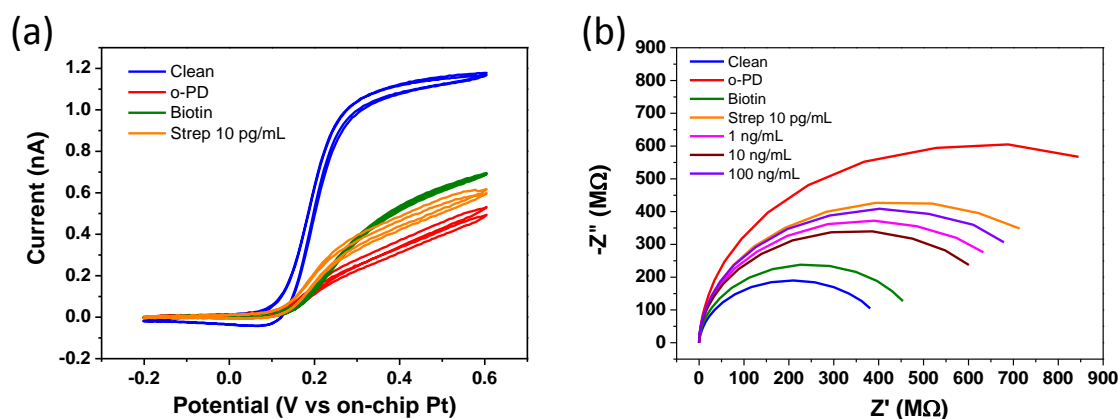 (a)
1.2
1.0
0.8
0.6
0.4
0.2
0.0
-0.2
Current (nA)
Clean
o-PD
Biotin
Strep 10 pg/mL
-0.2 0.0 0.2 0.4 0.6
Potential (V vs on-chip Pt)
(b)
900
800
700
600
500
400
300
200
100
0
-Z" (MΩ)
Clean
o-PD
Biotin
Strep 10 pg/mL
1 ng/mL
10 ng/mL
100 ng/mL
0 100 200 300 400 500 600 700 800 900
Z' (MΩ)